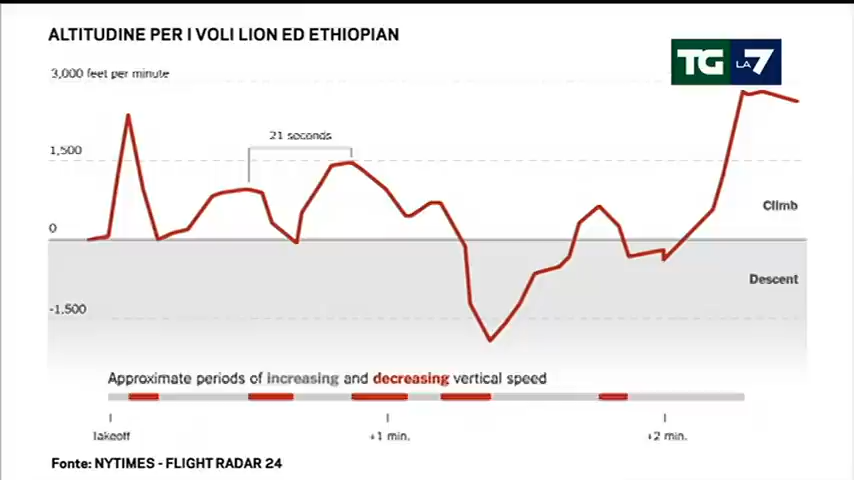 ALTITUDINE PER I VOLI LION ED ETHIOPIAN
TG LA 7
3,000 feet per minute
21 seconds
1,500
Climb
0
Descent
-1,500
Approximate periods of increasing and decreasing vertical speed
Takeoff
+1 min.
+2 min.
Fonte: NYTIMES - FLIGHT RADAR 24